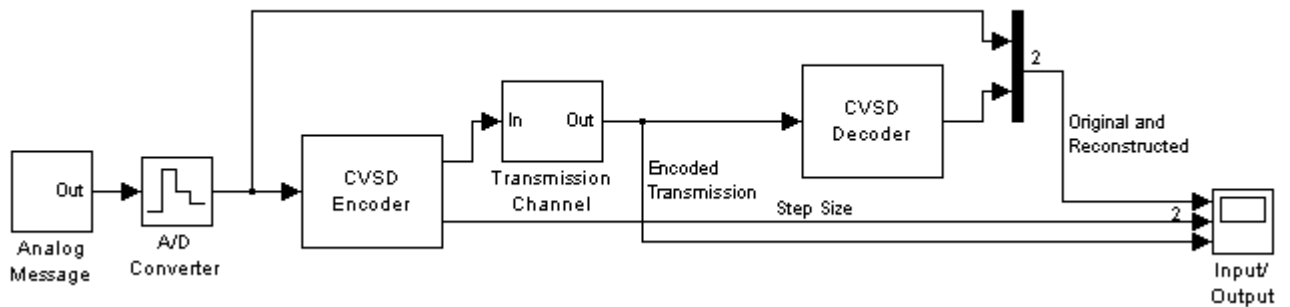 2
CVSD
Decoder
In
Out
Original and
Reconstructed
Out
CVSD
Encoder
Transmission
Channel
Encoded
Transmission
Step Size
2
Analog
Message
A/D
Converter
Input/
Output